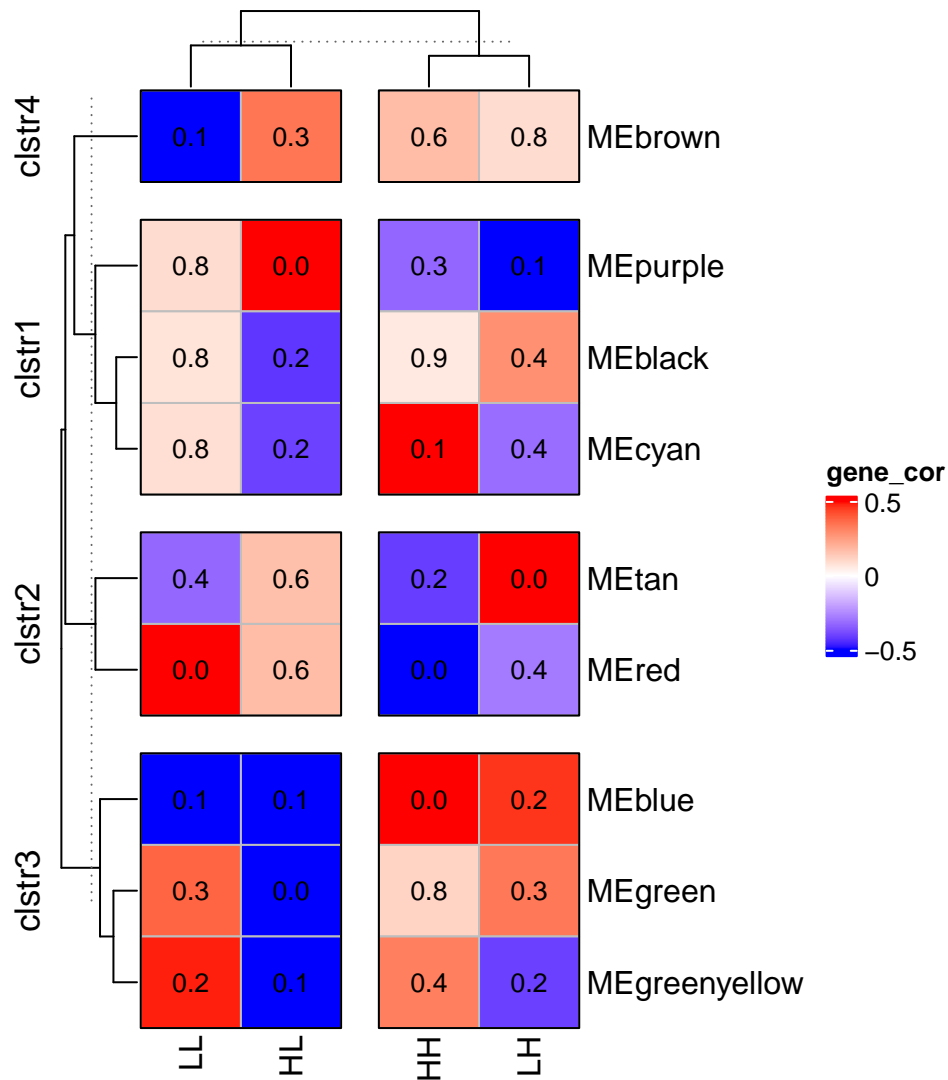 clstr4
0.1 0.3 0.6 0.8 MEbrown
clstr1
0.8 0.0 0.3 0.1 MEpurple
0.8 0.2 0.9 0.4 MEblack
0.8 0.2 0.1 0.4 MEcyan
clstr2
0.4 0.6 0.2 0.0 MEtan
0.0 0.6 0.0 0.4 MEred
clstr3
0.1 0.1 0.0 0.2 MEblue
0.3 0.0 0.8 0.3 MEgreen
0.2 0.1 0.4 0.2 MEgreenyellow
LL HL HH LH
gene_cor
0.5
0
−0.5